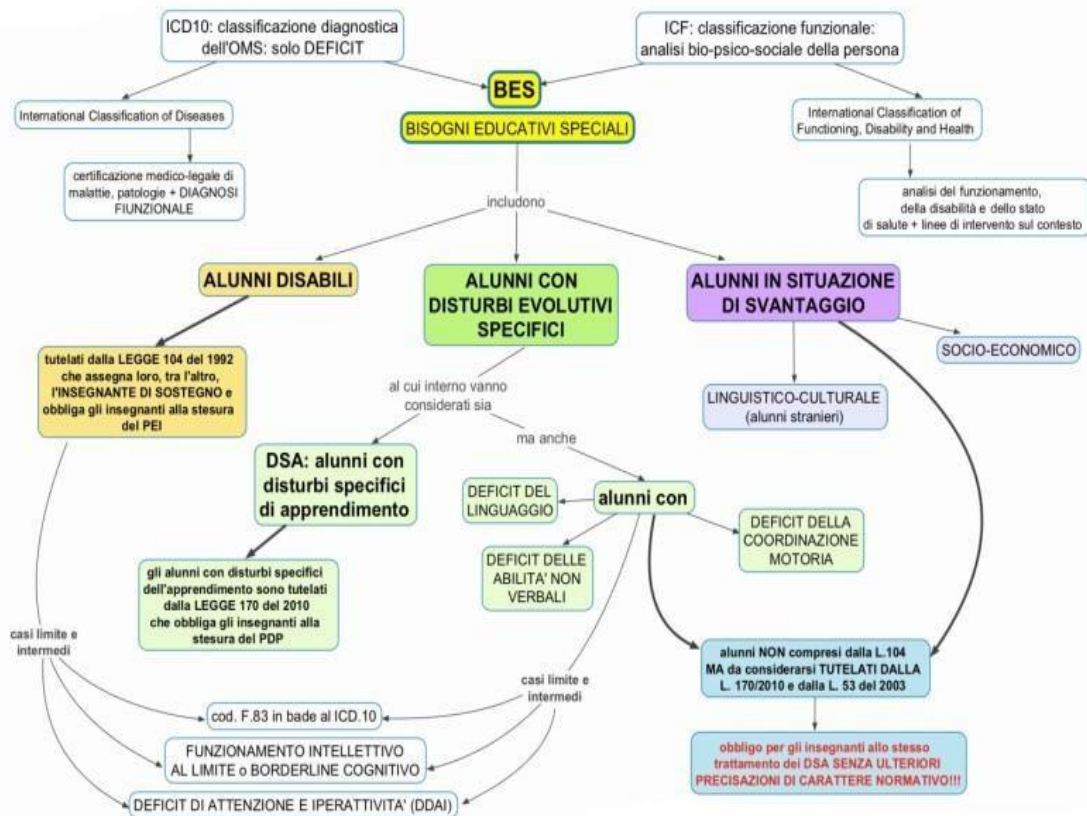 ICD10: classificazione diagnostica
dell'OMS: solo DEFICIT
ICF: classificazione funzionale:
analisi bio-psico-sociale della persona
BES
BISOGNI EDUCATIVI SPECIALI
International Classification of Diseases
International Classification of
Functioning, Disability and Health
certificazione medico-legale di
malattie, patologie + DIAGNOSI
FIUNZIONALE
analisi del funzionamento,
della disabilità e dello stato
di salute + linee di intervento sul contesto
includono
ALUNNI DISABILI
ALUNNI CON
DISTURBI EVOLUTIVI
SPECIFICI
ALUNNI IN SITUAZIONE
DI SVANTAGGIO
tutelati dalla LEGGE 104 del 1992
che assegna loro, tra l'altro,
l'INSEGNANTE DI SOSTEGNO e
obbliga gli insegnanti alla stesura
del PEI
al cui interno vanno
considerati sia
ma anche
LINGUISTICO-CULTURALE
(alunni stranieri)
SOCIO-ECONOMICO
DSA: alunni con
disturbi specifici
di apprendimento
DEFICIT DEL
LINGUAGGIO
alunni con
DEFICIT DELLE
ABILITA' NON
VERBALI
DEFICIT DELLA
COORDINAZIONE
MOTORIA
gli alunni con disturbi specifici
dell'apprendimento sono tutelati
dalla LEGGE 170 del 2010
che obbliga gli insegnanti alla
stesura del PDP
casi limite e
intermedi
casi limite e
intermedi
alunni NON compresi dalla L.104
MA da considerarsi TUTELATI DALLA
L. 170/2010 e dalla L. 53 del 2003
cod. F.83 in bade al ICD.10
FUNZIONAMENTO INTELLETTIVO
AL LIMITE o BORDERLINE COGNITIVO
DEFICIT DI ATTENZIONE E IPERATTIVITA' (DDAI)
obbligo per gli insegnanti allo stesso
trattamento dei DSA SENZA ULTERIORI
PRECISAZIONI DI CARATTERE NORMATIVO!!!